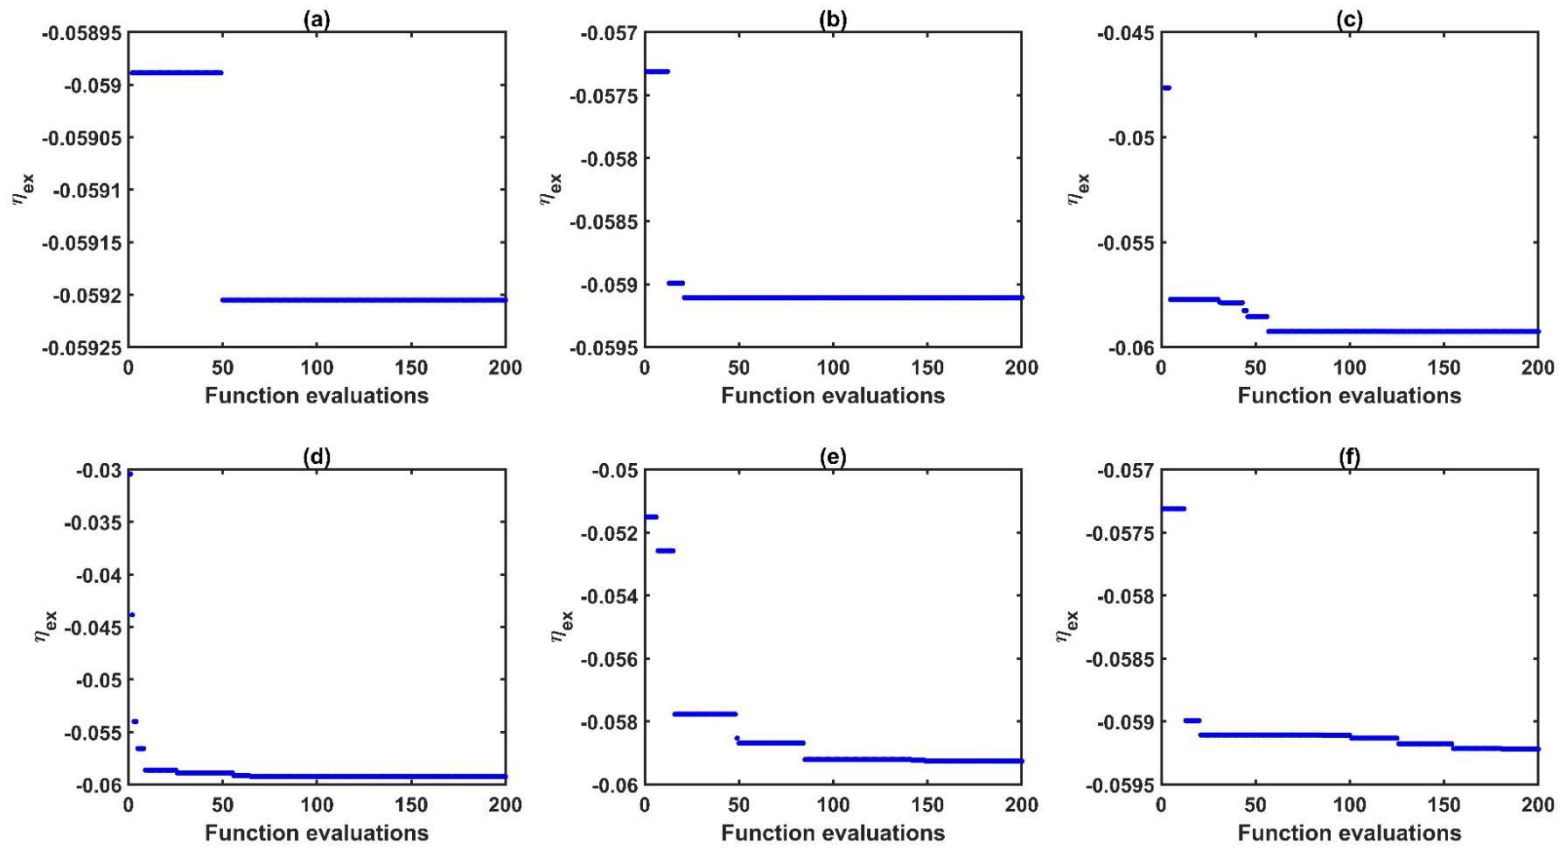 (a)
-0.05895
-0.059
-0.05905
-0.0591
-0.05915
-0.0592
-0.05925
ηex
0 50 100 150 200
Function evaluations
(b)
-0.057
-0.0575
-0.058
-0.0585
-0.059
-0.0595
ηex
0 50 100 150 200
Function evaluations
(c)
-0.045
-0.05
-0.055
-0.06
ηex
0 50 100 150 200
Function evaluations
(d)
-0.03
-0.035
-0.04
-0.045
-0.05
-0.055
-0.06
ηex
0 50 100 150 200
Function evaluations
(e)
-0.05
-0.052
-0.054
-0.056
-0.058
-0.06
ηex
0 50 100 150 200
Function evaluations
(f)
-0.057
-0.0575
-0.058
-0.0585
-0.059
-0.0595
ηex
0 50 100 150 200
Function evaluations